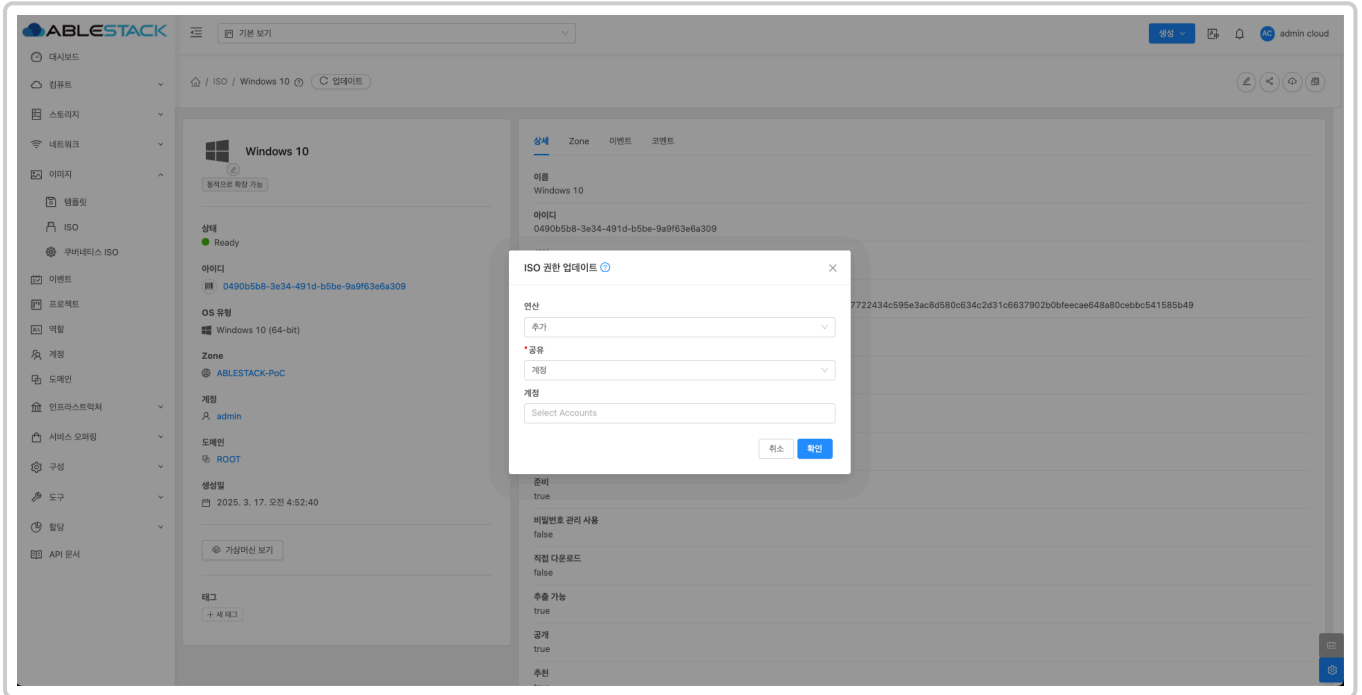 ABLESTACK
기본 보기
생성
admin cloud
대시보드
컴퓨트
스토리지
네트워크
이미지
템플릿
ISO
쿠버네티스 ISO
이벤트
프로젝트
역할
계정
도메인
인프라스트럭쳐
서비스 오퍼링
구성
도구
할당
API 문서
/ ISO / Windows 10 업데이트
Windows 10
동적으로 확장 가능
상태
Ready
아이디
0490b5b8-3e34-491d-b5be-9a9f63e6a309
OS 유형
Windows 10 (64-bit)
Zone
ABLESTACK-PoC
계정
admin
도메인
ROOT
생성일
2025. 3. 17. 오전 4:52:40
가상머신 보기
태그
+ 새 태그
상세 Zone 이벤트 코멘트
이름
Windows 10
아이디
0490b5b8-3e34-491d-b5be-9a9f63e6a309
7722434c595e3ac8d580c634c2d31c6637902b0bfeecae648a80cebbc541585b49
ISO 권한 업데이트
연산
추가
*공유
계정
계정
Select Accounts
취소 확인
준비
true
비밀번호 관리 사용
false
직접 다운로드
false
추출 가능
true
공개
true
추천